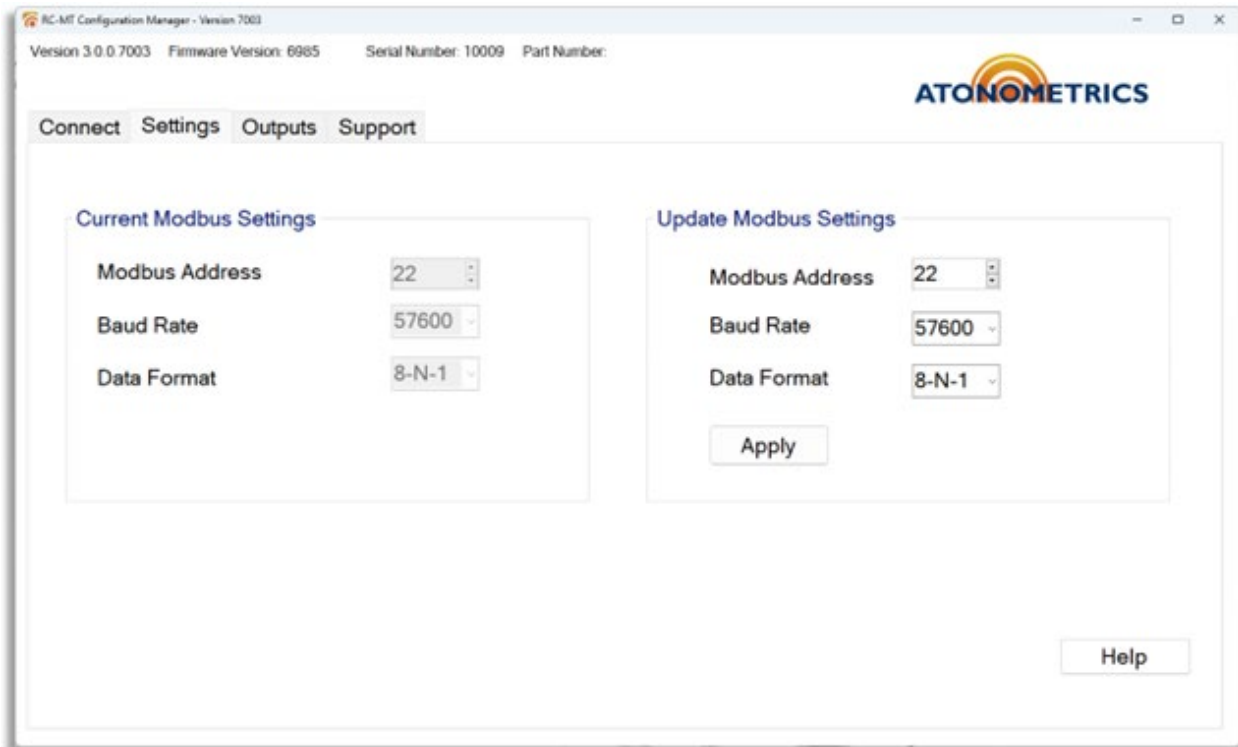 RC-MT Configuration Manager - Version 7003
Version 3.0.0.7003 Firmware Version: 6985 Serial Number: 10009 Part Number:
ATONOMETRICS
Connect Settings Outputs Support
Current Modbus Settings
Modbus Address 22
Baud Rate 57600
Data Format 8-N-1
Update Modbus Settings
Modbus Address 22
Baud Rate 57600
Data Format 8-N-1
Apply
Help